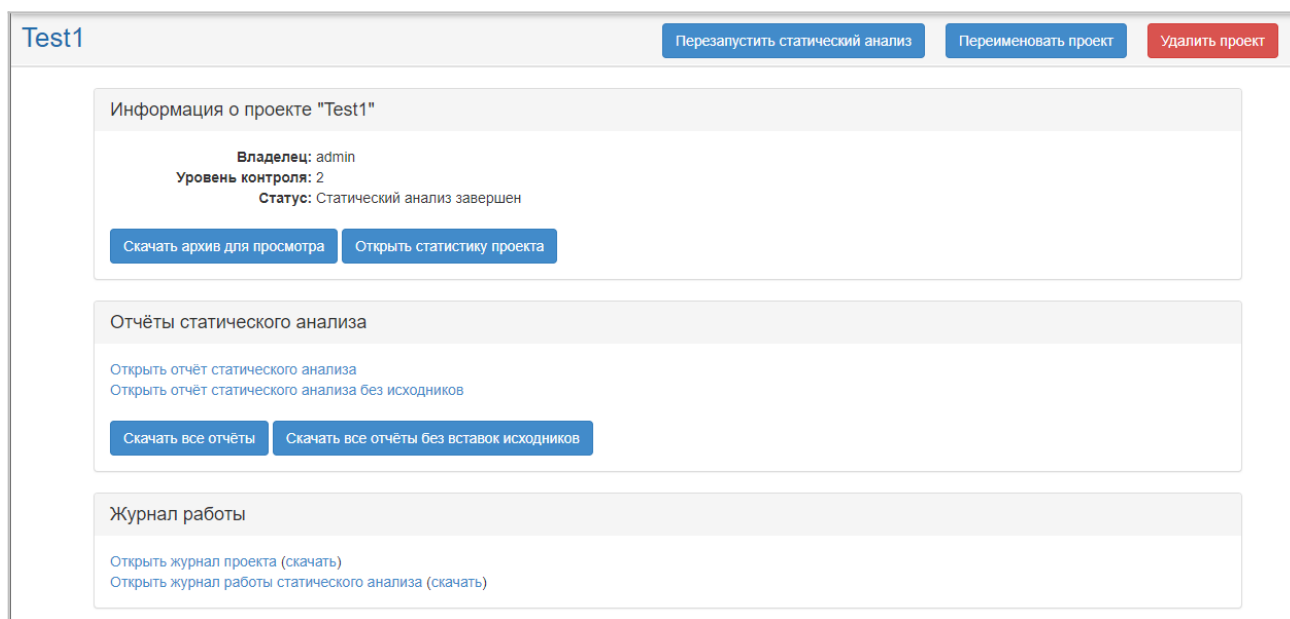 Test1
Перезапустить статический анализ
Переименовать проект
Удалить проект
Информация о проекте "Test1"
Владелец: admin
Уровень контроля: 2
Статус: Статический анализ завершен
Скачать архив для просмотра
Открыть статистику проекта
Отчёты статического анализа
Открыть отчёт статического анализа
Открыть отчёт статического анализа без исходников
Скачать все отчёты
Скачать все отчёты без вставок исходников
Журнал работы
Открыть журнал проекта (скачать)
Открыть журнал работы статического анализа (скачать)